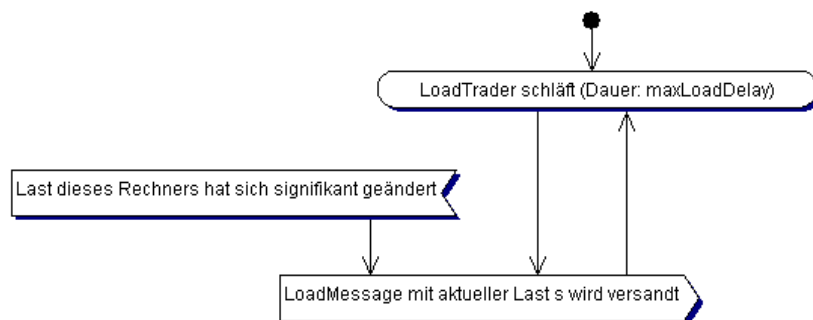 LoadTrader schläft (Dauer: maxLoadDelay)
Last dieses Rechners hat sich signifikant geändert
LoadMessage mit aktueller Last s wird versandt